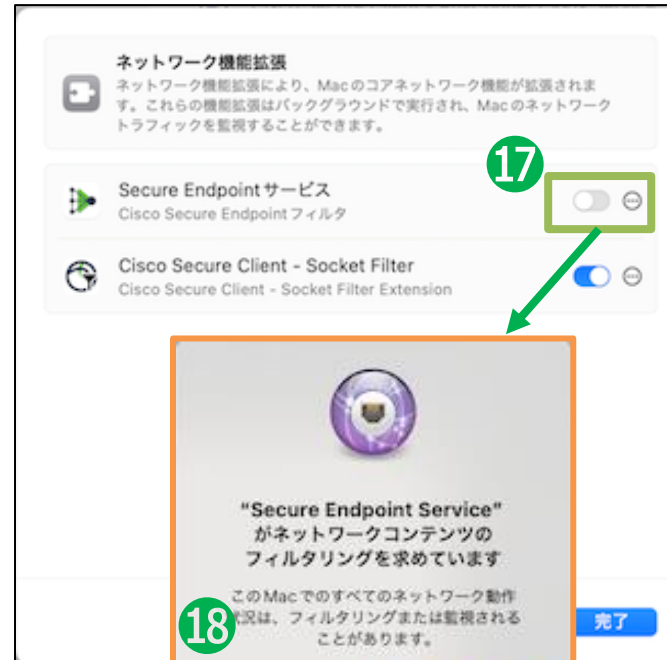 ネットワーク機能拡張
ネットワーク機能拡張により、Macのコアネットワーク機能が拡張されま
す。これらの機能拡張はバックグラウンドで実行され、Macのネットワーク
トラフィックを監視することができます。
17
Secure Endpointサービス
Cisco Secure Endpointフィルタ
Cisco Secure Client - Socket Filter
Cisco Secure Client - Socket Filter Extension
"Secure Endpoint Service"
がネットワークコンテンツの
フィルタリングを求めています
このMacでのすべてのネットワーク動作
況は、フィルタリングまたは監視される
ことがあります。
18
完了